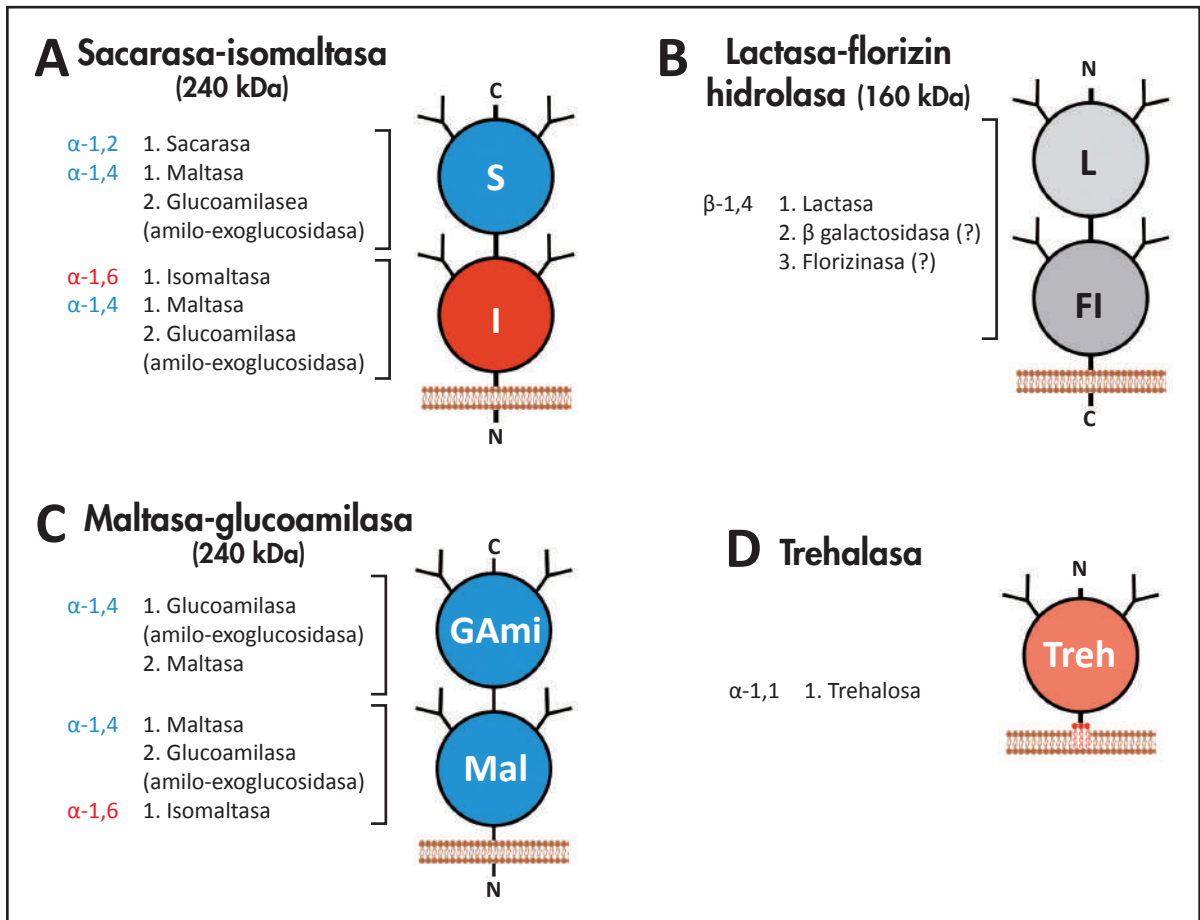 A Sacarasa-isomaltasa
(240 kDa)
C
α-1,2 1. Sacarasa
α-1,4 1. Maltasa
2. Glucoamilasea
(amilo-exoglucosidasa)
S
α-1,6 1. Isomaltasa
α-1,4 1. Maltasa
2. Glucoamilasa
(amilo-exoglucosidasa)
I
N
B Lactasa-florizin
hidrolasa (160 kDa)
N
L
β-1,4 1. Lactasa
2. β galactosidasa (?)
3. Florizinasa (?)
FI
C
C Maltasa-glucoamilasa
(240 kDa)
C
α-1,4 1. Glucoamilasa
(amilo-exoglucosidasa)
2. Maltasa
GAmi
α-1,4 1. Maltasa
2. Glucoamilasa
(amilo-exoglucosidasa)
α-1,6 1. Isomaltasa
Mal
N
D Trehalasa
N
Treh
α-1,1 1. Trehalosa